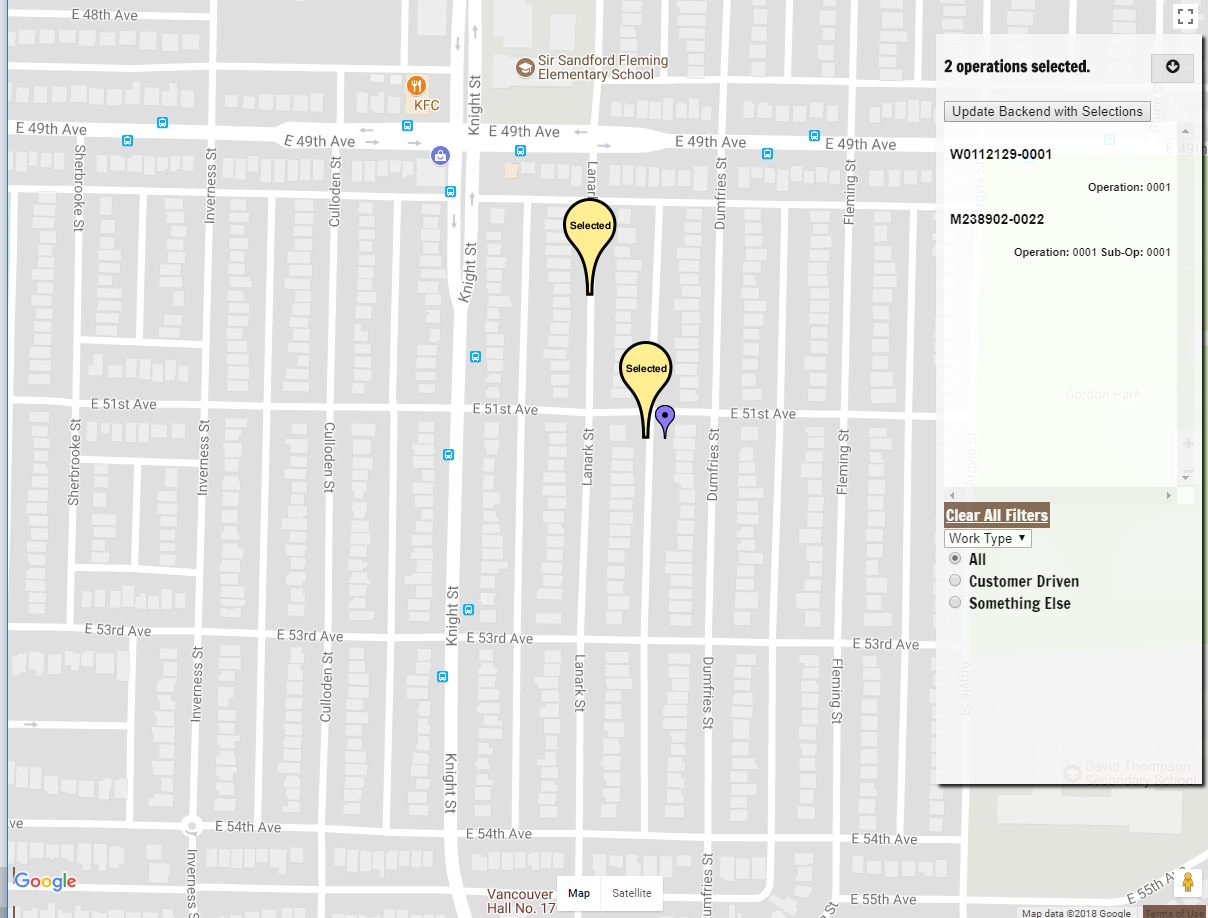 E 48th Ave
Sir Sandford Fleming
Elementary School
KFC
Knight St
2 operations selected.
Update Backend with Selections
E 49th Ave
E 49th Ave
E 49th Ave
E 49th Ave
E 49th Ave
W0112129-0001
Operation: 0001
M238902-0022
Operation: 0001 Sub-Op: 0001
Sherbrooke St
Inverness St
Culloden St
Lanark
Dumfries St
Fleming St
Selected
Knight St
Selected
Gordon Park
E 51st Ave
E 51st Ave
E 51st Ave
Sherbrooke St
Inverness St
Culloden St
Lanark St
Dumfries St
Fleming St
Argyle St
Clear All Filters
Work Type
All
Customer Driven
Something Else
Knight St
E 53rd Ave
E 53rd Ave
E 53rd Ave
E 53rd Ave
Inverness St
Culloden St
Lanark St
Dumfries St
Fleming St
Argyle St
Knight St
David Thompson
Secondary School
ve
E 54th Ave
E 54th Ave
E 54th Ave
Inverness S
Dumfries St
Google
Vancouver
Hall No. 17
Map
Satellite
St
E 55th Ave
E 55th Ave
Map data ©2018 Google
Terms of Use